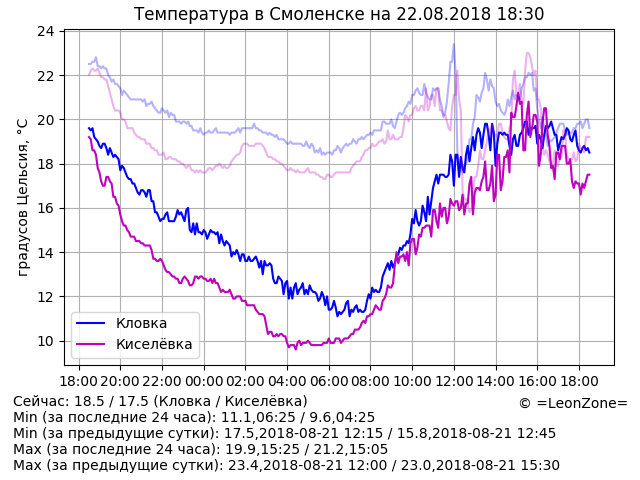 Температура в Смоленске на 22.08.2018 18:30
24
22
20
18
16
14
12
10
градусов Цельсия, °C
Кловка
Киселёвка
18:00 20:00 22:00 00:00 02:00 04:00 06:00 08:00 10:00 12:00 14:00 16:00 18:00
Сейчас: 18.5 / 17.5 (Кловка / Киселёвка)
© =LeonZone=
Min (за последние 24 часа): 11.1,06:25 / 9.6,04:25
Min (за предыдущие сутки): 17.5,2018-08-21 12:15 / 15.8,2018-08-21 12:45
Max (за последние 24 часа): 19.9,15:25 / 21.2,15:05
Max (за предыдущие сутки): 23.4,2018-08-21 12:00 / 23.0,2018-08-21 15:30